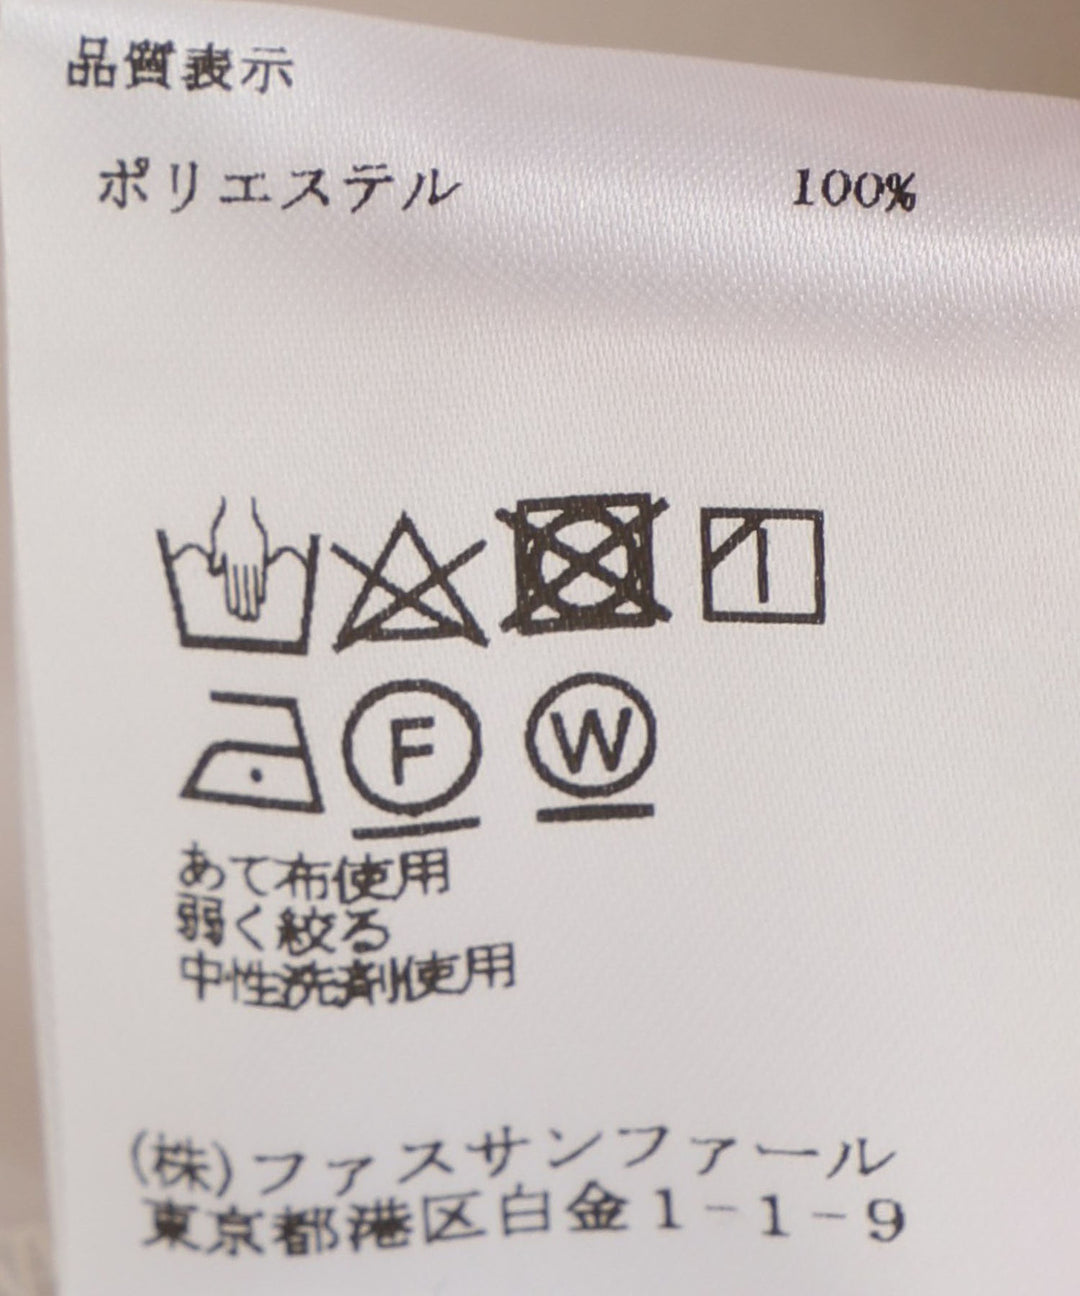 品質表示
ポリエステル 100%
F W
あて布使用
弱く絞る
中性洗剤使用
(株)ファスサンファール
東京都港区白金1-1-9